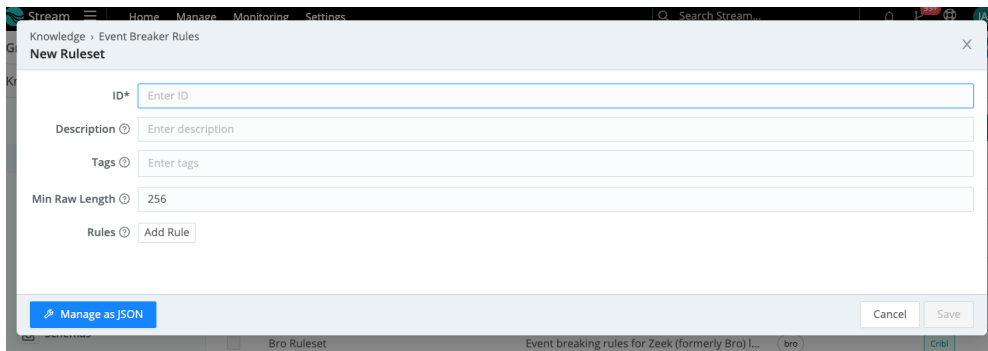 Stream Home Manage Monitoring Settings Search Stream...
Knowledge › Event Breaker Rules
New Ruleset
ID* Enter ID
Description Enter description
Tags Enter tags
Min Raw Length 256
Rules Add Rule
Manage as JSON Cancel Save
Schemas
Bro Ruleset Event breaking rules for Zeek (formerly Bro) l... bro Cribl